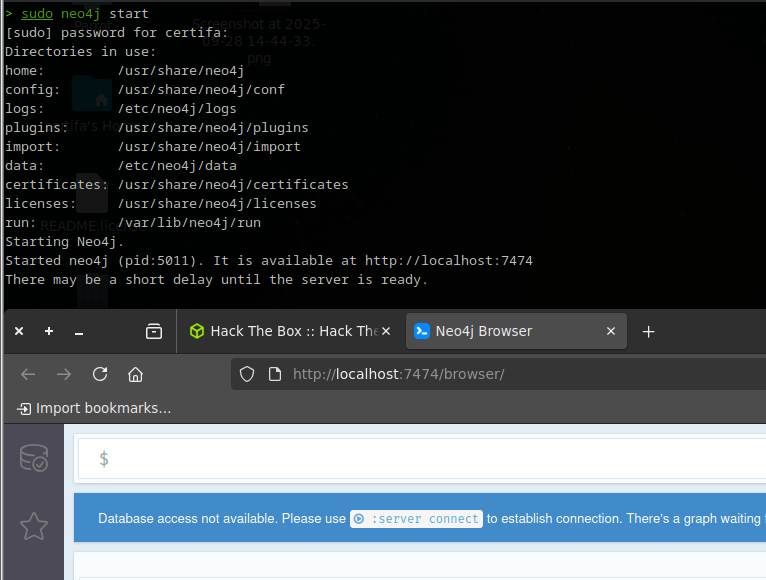 > sudo neo4j start
Screenshot at 2025-
[sudo] password for certifa:
09-28 14-44-33.
Directories in use:
png
home:          /usr/share/neo4j
config:        /usr/share/neo4j/conf
logs:          /etc/neo4j/logs
plugins:       /usr/share/neo4j/plugins
import:        /usr/share/neo4j/import
data:          /etc/neo4j/data
certificates:  /usr/share/neo4j/certificates
licenses:      /usr/share/neo4j/licenses
README.license
run:           /var/lib/neo4j/run
Starting Neo4j.
Started neo4j (pid:5011). It is available at http://localhost:7474
There may be a short delay until the server is ready.
Hack The Box :: Hack The
Neo4j Browser
http://localhost:7474/browser/
Import bookmarks...
$
Database access not available. Please use :server connect to establish connection. There's a graph waiting